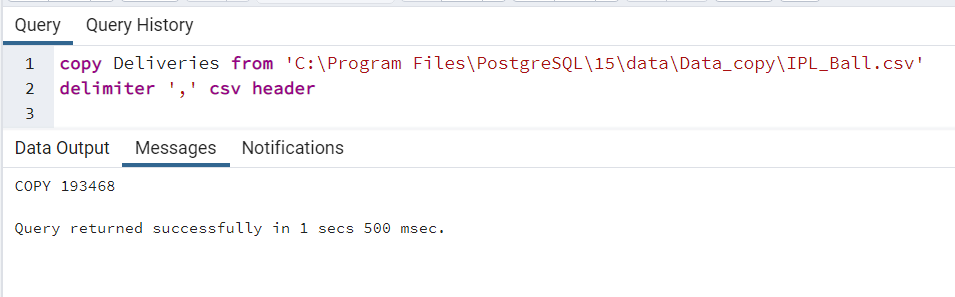 Query Query History
1 copy Deliveries from 'C:\Program Files\PostgreSQL\15\data\Data_copy\IPL_Ball.csv'
2 delimiter ',' csv header
3
Data Output Messages Notifications
COPY 193468
Query returned successfully in 1 secs 500 msec.